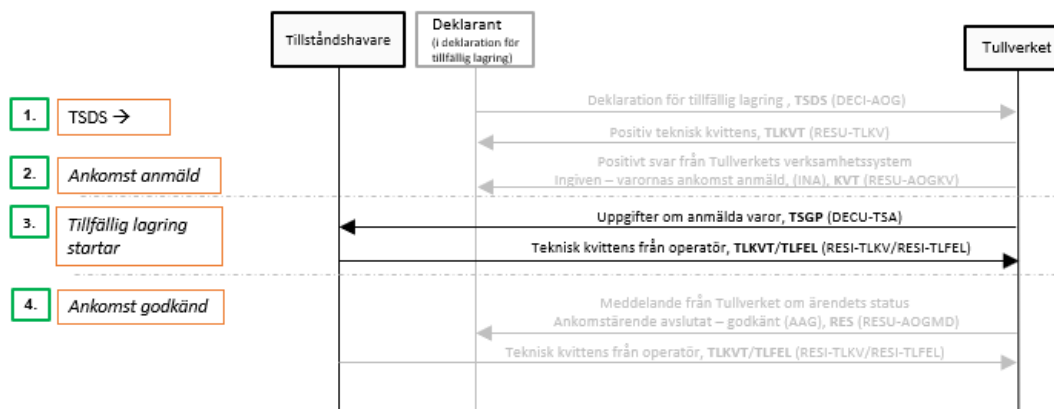 Tillståndshavare
Deklarant
(i deklaration för
tillfällig lagring)
Tullverket
1.
TSDS →
Deklaration för tillfällig lagring , TSDS (DECI-AOG)
Positiv teknisk kvittens, TLKVT (RESU-TLKV)
2.
Ankomst anmäld
Positivt svar från Tullverkets verksamhetssystem
Ingiven – varornas ankomst anmäld, (INA), KVT (RESU-AOGKV)
3.
Tillfällig lagring
startar
Uppgifter om anmälda varor, TSGP (DECU-TSA)
Teknisk kvittens från operatör, TLKVT/TLFEL (RESI-TLKV/RESI-TLFEL)
4.
Ankomst godkänd
Meddelande från Tullverket om ärendets status
Ankomstärende avslutat – godkänt (AAG), RES (RESU-AOGMD)
Teknisk kvittens från operatör, TLKVT/TLFEL (RESI-TLKV/RESI-TLFEL)